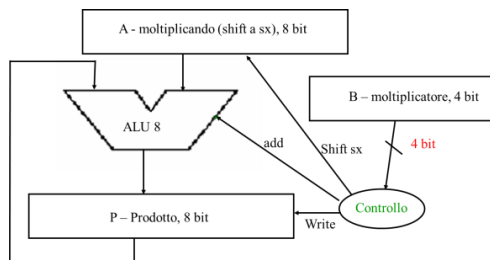 A - moltiplicando (shift a sx), 8 bit
B – moltiplicatore, 4 bit
ALU 8
4 bit
Shift sx
add
Controllo
P – Prodotto, 8 bit
Write